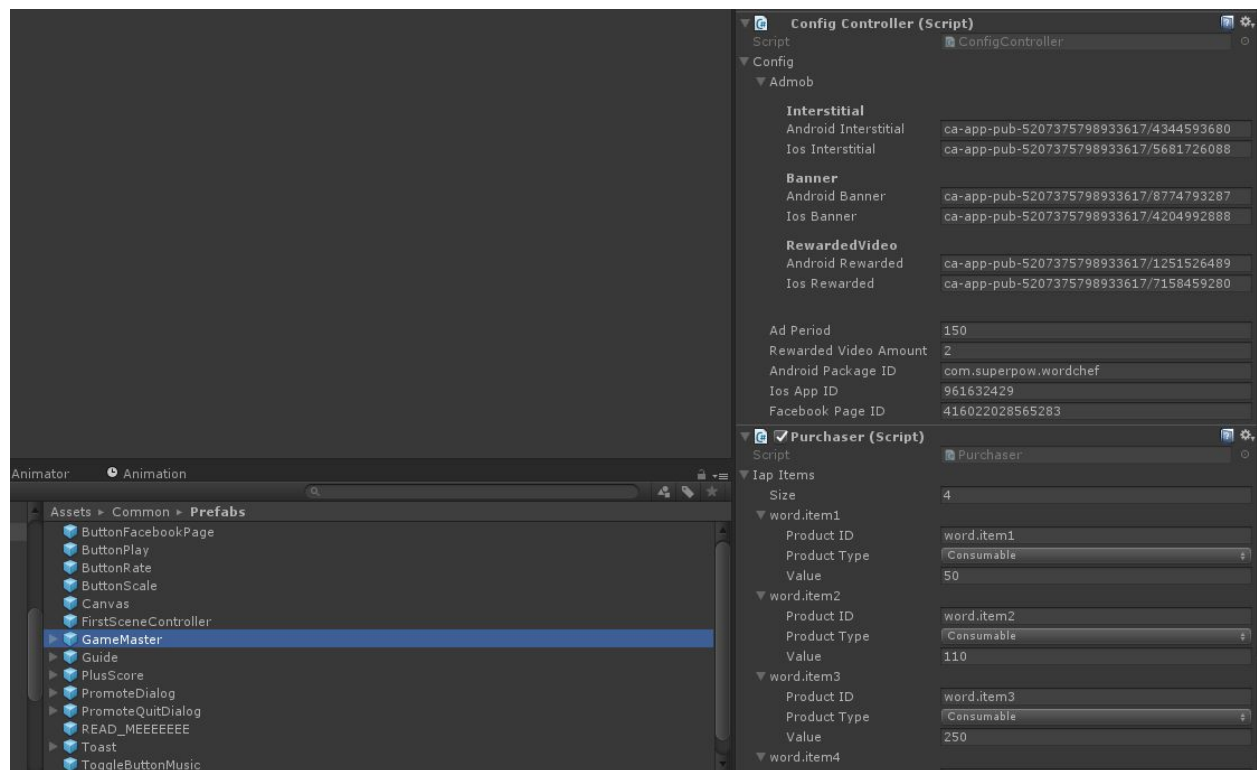 Config Controller (Script)
Script ConfigController
Config
Admob
Interstitial
Android Interstitial ca-app-pub-5207375798933617/4344593680
Ios Interstitial ca-app-pub-5207375798933617/5681726088
Banner
Android Banner ca-app-pub-5207375798933617/8774793287
Ios Banner ca-app-pub-5207375798933617/4204992888
RewardedVideo
Android Rewarded ca-app-pub-5207375798933617/1251526489
Ios Rewarded ca-app-pub-5207375798933617/7158459280
Ad Period 150
Rewarded Video Amount 2
Android Package ID com.superpow.wordchef
Ios App ID 961632429
Facebook Page ID 416022028565283
Purchaser (Script)
Script Purchaser
Iap Items
Size 4
word.item1
Product ID word.item1
Product Type Consumable
Value 50
word.item2
Product ID word.item2
Product Type Consumable
Value 110
word.item3
Product ID word.item3
Product Type Consumable
Value 250
word.item4
Animator Animation
Assets Common Prefabs
ButtonFacebookPage
ButtonPlay
ButtonRate
ButtonScale
Canvas
FirstSceneController
GameMaster
Guide
PlusScore
PromoteDialog
PromoteQuitDialog
READ_MEEEEEEE
Toast
ToggleButtonMusic